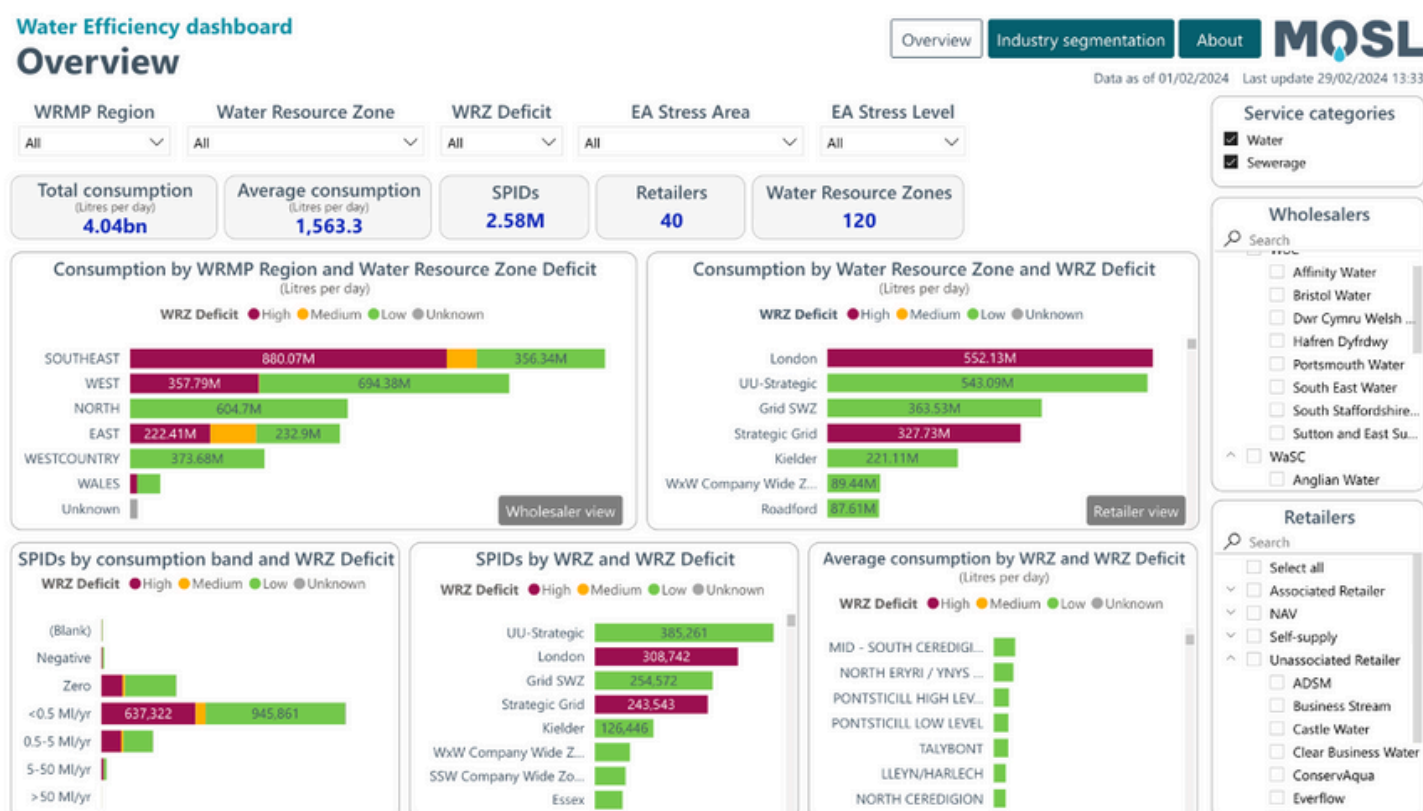 Water Efficiency dashboard
Overview
Overview
Industry segmentation
About
MOSL
Data as of 01/02/2024 Last update 29/02/2024 13:33
WRMP Region
Water Resource Zone
WRZ Deficit
EA Stress Area
EA Stress Level
All
All
All
All
All
Total consumption
(Litres per day)
4.04bn
Average consumption
(Litres per day)
1,563.3
SPIDs
2.58M
Retailers
40
Water Resource Zones
120
Service categories
Water
Sewerage
Consumption by WRMP Region and Water Resource Zone Deficit
(Litres per day)
WRZ Deficit High Medium Low Unknown
SOUTHEAST 880.07M 356.34M
WEST 357.79M 694.38M
NORTH 604.7M
EAST 222.41M 232.9M
WESTCOUNTRY 373.68M
WALES
Unknown
Wholesaler view
Consumption by Water Resource Zone and WRZ Deficit
(Litres per day)
WRZ Deficit High Medium Low Unknown
London 552.13M
UU-Strategic 543.09M
Grid SWZ 363.53M
Strategic Grid 327.73M
Kielder 221.11M
WxW Company Wide Z... 89.44M
Roadford 87.61M
Retailer view
Wholesalers
Search
WSC
Affinity Water
Bristol Water
Dwr Cymru Welsh ...
Hafren Dyfrdwy
Portsmouth Water
South East Water
South Staffordshire...
Sutton and East Su...
WaSC
Anglian Water
SPIDs by consumption band and WRZ Deficit
WRZ Deficit High Medium Low Unknown
(Blank)
Negative
Zero
<0.5 Ml/yr 637,322 945,861
0.5-5 Ml/yr
5-50 Ml/yr
>50 Ml/yr
SPIDs by WRZ and WRZ Deficit
WRZ Deficit High Medium Low Unknown
UU-Strategic 385,261
London 308,742
Grid SWZ 254,572
Strategic Grid 243,543
Kielder 126,446
WxW Company Wide Z...
SSW Company Wide Zo...
Essex
Average consumption by WRZ and WRZ Deficit
(Litres per day)
WRZ Deficit High Medium Low Unknown
MID - SOUTH CEREDIGI...
NORTH ERYRI / YNYS ...
PONTSTICILL HIGH LEV...
PONTSTICILL LOW LEVEL
TALYBONT
LLEYN/HARLECH
NORTH CEREDIGION
Retailers
Search
Select all
Associated Retailer
NAV
Self-supply
Unassociated Retailer
ADSM
Business Stream
Castle Water
Clear Business Water
ConservAqua
Everflow